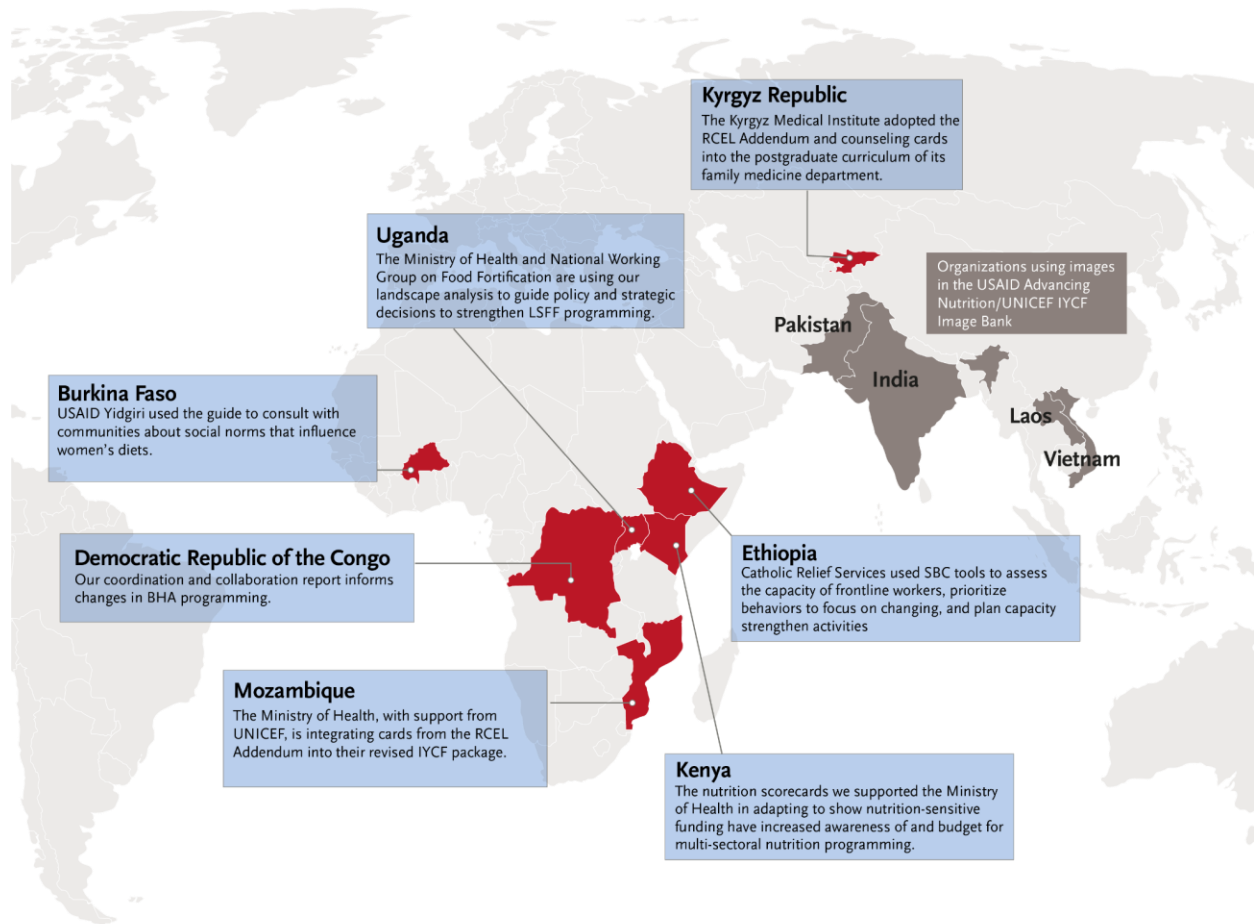 Kyrgyz Republic
The Kyrgyz Medical Institute adopted the
RCEL Addendum and counseling cards
into the postgraduate curriculum of its
family medicine department.
Uganda
The Ministry of Health and National Working
Group on Food Fortification are using our
landscape analysis to guide policy and strategic
decisions to strengthen LSFF programming.
Organizations using images
in the USAID Advancing
Nutrition/UNICEF IYCF
Image Bank
Pakistan
India
Laos
Vietnam
Burkina Faso
USAID Yidgiri used the guide to consult with
communities about social norms that influence
women's diets.
Democratic Republic of the Congo
Our coordination and collaboration report informs
changes in BHA programming.
Ethiopia
Catholic Relief Services used SBC tools to assess
the capacity of frontline workers, prioritize
behaviors to focus on changing, and plan capacity
strengthen activities
Mozambique
The Ministry of Health, with support from
UNICEF, is integrating cards from the RCEL
Addendum into their revised IYCF package.
Kenya
The nutrition scorecards we supported the Ministry
of Health in adapting to show nutrition-sensitive
funding have increased awareness of and budget for
multi-sectoral nutrition programming.